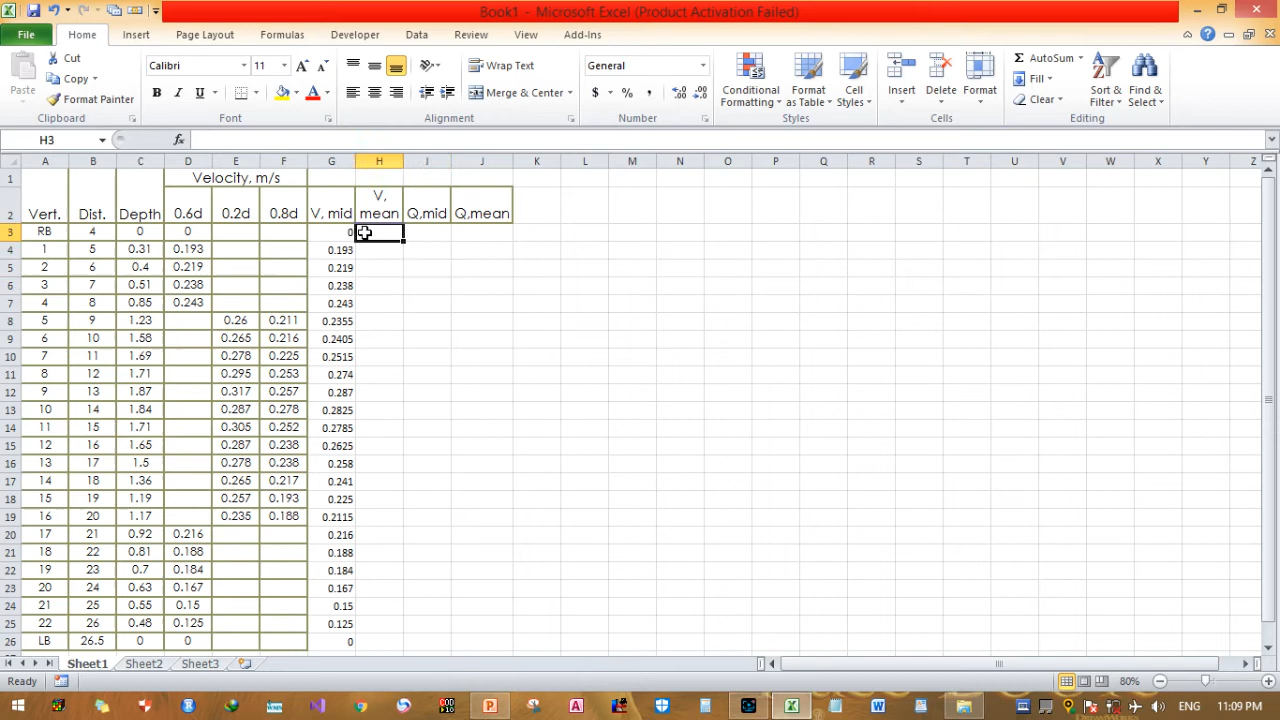 Book1 - Microsoft Excel (Product Activation Failed)
File Home Insert Page Layout Formulas Developer Data Review View Add-Ins
Paste Cut Copy Format Painter Clipboard
Calibri 11 A A B I U A Font
Wrap Text Merge & Center Alignment
General $ % , Number
Conditional Formatting Format as Table Cell Styles Styles
Insert Delete Format Cells
Σ AutoSum Fill Clear Sort & Filter Find & Select Editing
H3 fx
A B C D E F G H I J K L M N O P Q R S T U V W X Y Z
1 Velocity, m/s
2 Vert. Dist. Depth 0.6d 0.2d 0.8d V, mid V, mean Q,mid Q,mean
3 RB 4 0 0 0
4 1 5 0.31 0.193 0.193
5 2 6 0.4 0.219 0.219
6 3 7 0.51 0.238 0.238
7 4 8 0.85 0.243 0.243
8 5 9 1.23 0.26 0.211 0.2355
9 6 10 1.58 0.265 0.216 0.2405
10 7 11 1.69 0.278 0.225 0.2515
11 8 12 1.71 0.295 0.253 0.274
12 9 13 1.87 0.317 0.257 0.287
13 10 14 1.84 0.287 0.278 0.2825
14 11 15 1.71 0.305 0.252 0.2785
15 12 16 1.65 0.287 0.238 0.2625
16 13 17 1.5 0.278 0.238 0.258
17 14 18 1.36 0.265 0.217 0.241
18 15 19 1.19 0.257 0.193 0.225
19 16 20 1.17 0.235 0.188 0.2115
20 17 21 0.92 0.216 0.216
21 18 22 0.81 0.188 0.188
22 19 23 0.7 0.184 0.184
23 20 24 0.63 0.167 0.167
24 21 25 0.55 0.15 0.15
25 22 26 0.48 0.125 0.125
26 LB 26.5 0 0 0
Sheet1 Sheet2 Sheet3
Ready 80%
ENG 11:09 PM